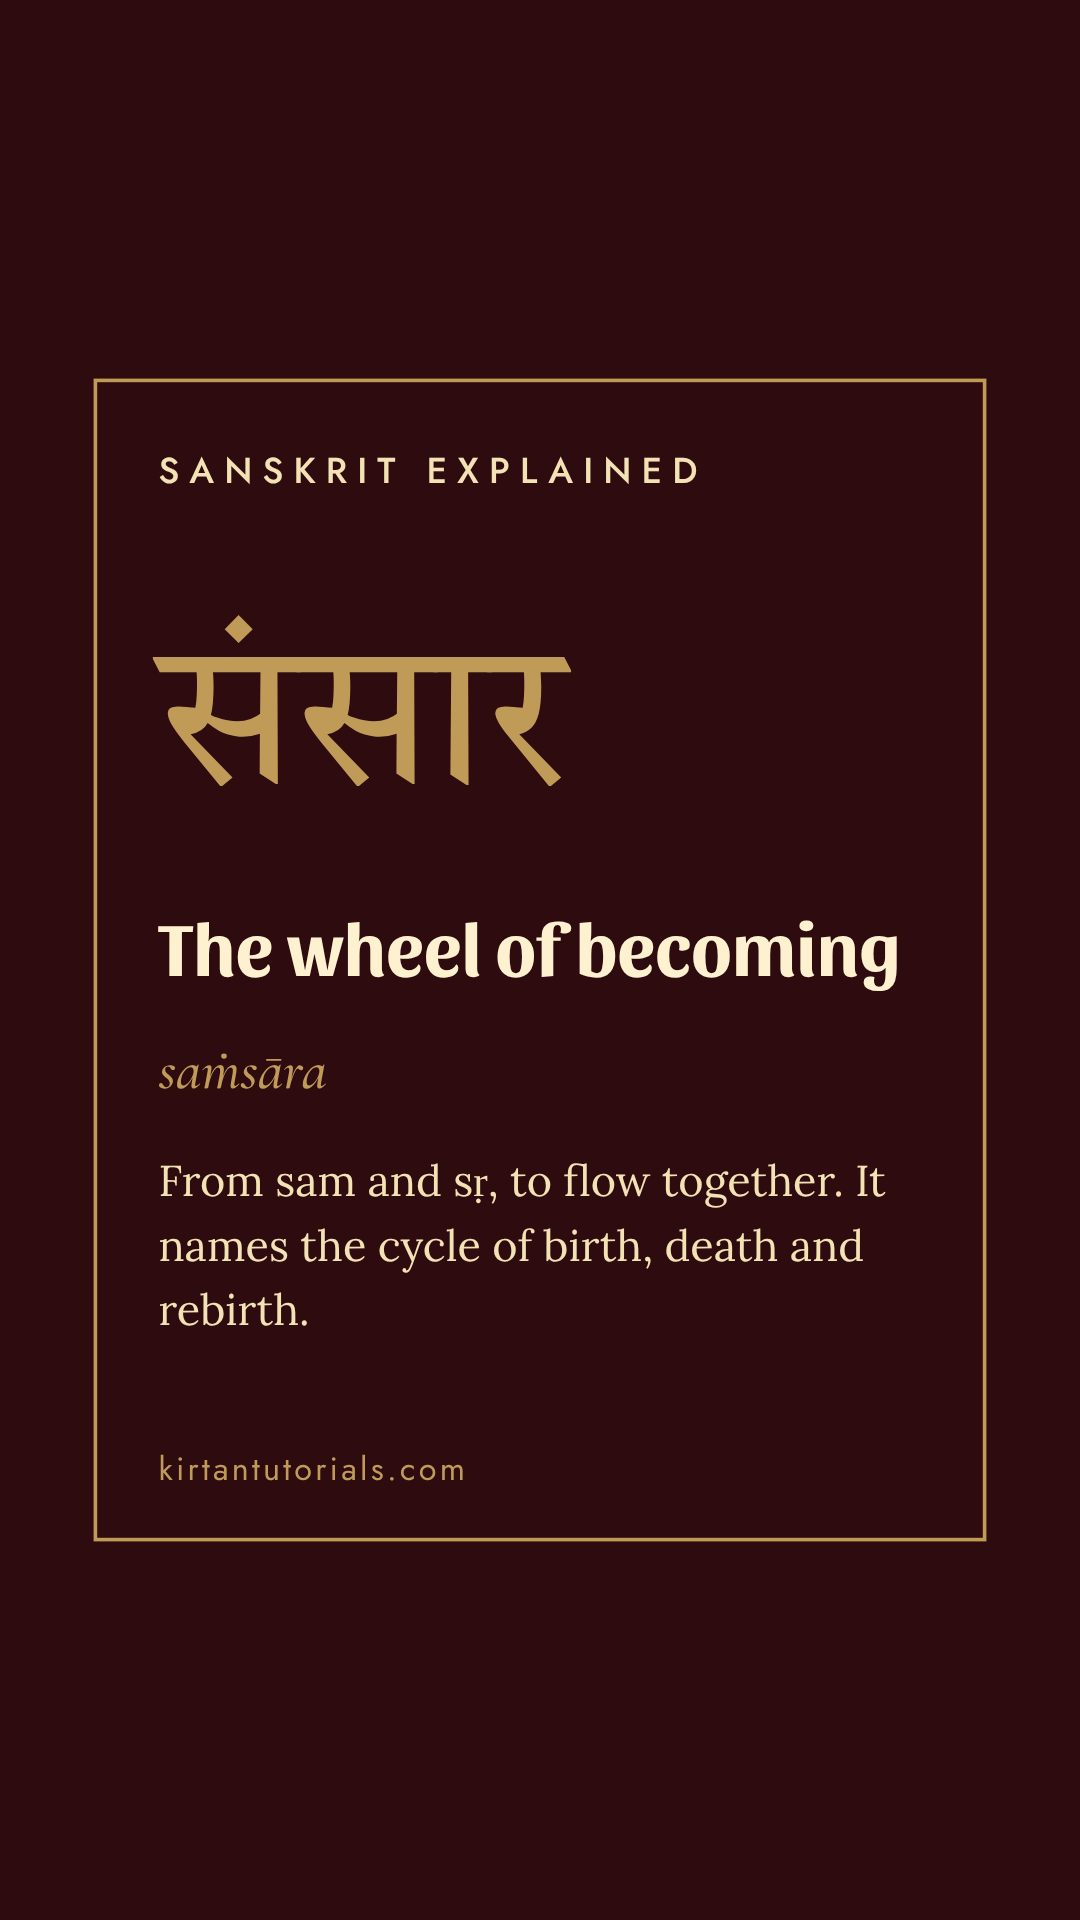 SANSKRIT EXPLAINED
संसार
The wheel of becoming
saṁsāra
From sam and sṛ, to flow together. It
names the cycle of birth, death and
rebirth.
kirtantutorials.com